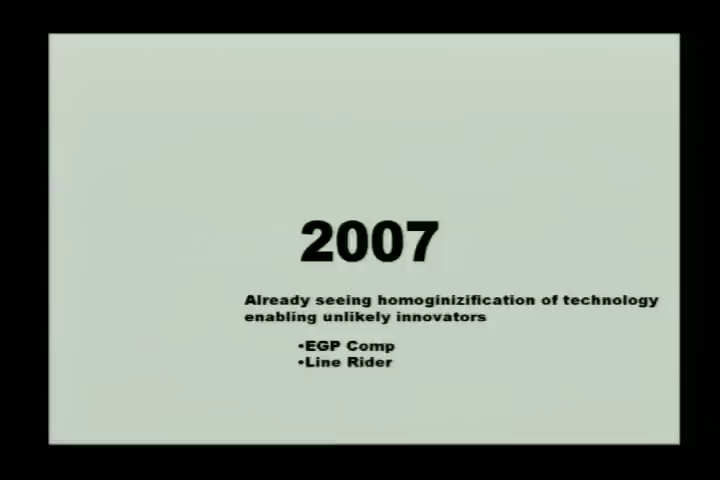 2007
Already seeing homoginizification of technology
enabling unlikely innovators
•EGP Comp
•Line Rider